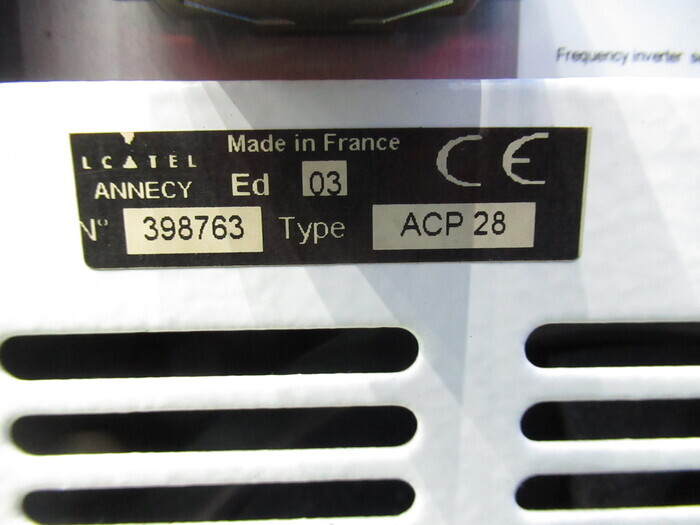 Frequency inverter s
Made in France
LCATEL
CE
ANNECY Ed 03
N° 398763 Type ACP 28